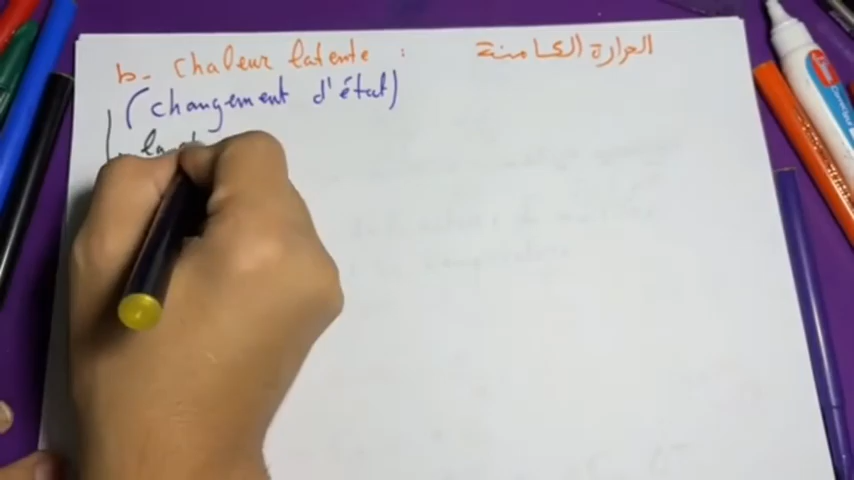 b- Chaleur latente : الحرارة الكامنة
(changement d'état)